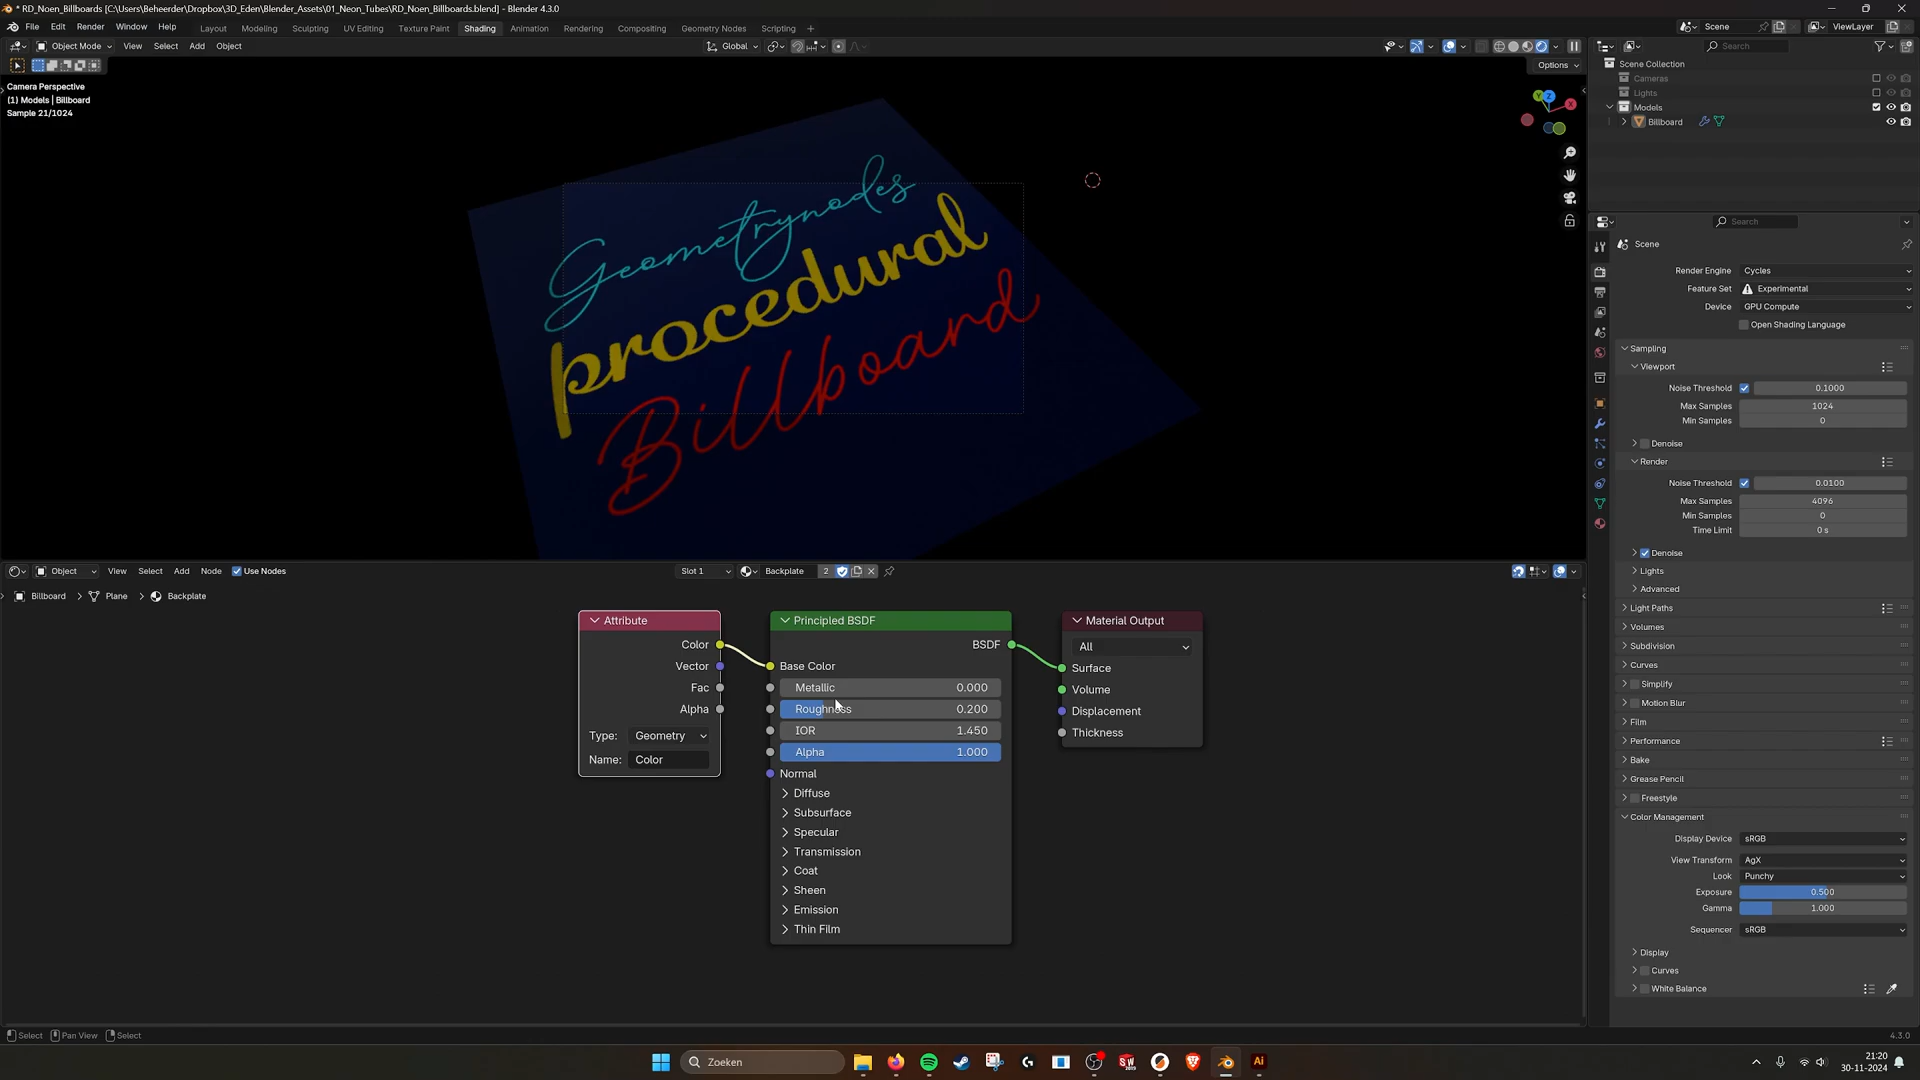 * RD_Noen_Billboards [C:\Users\Beheerder\Dropbox\3D_Eden\Blender_Assets\01_Neon_Tubes\RD_Noen_Billboards.blend] - Blender 4.3.0
File Edit Render Window Help Layout Modeling Sculpting UV Editing Texture Paint Shading Animation Rendering Compositing Geometry Nodes Scripting + Scene ViewLayer
Object Mode View Select Add Object Global Search
Options
Camera Perspective
(1) Models | Billboard
Sample 21/1024
Scene Collection
Cameras
Lights
Models
Billboard
Y Z X
Geometrynodes
procedural
Billboard
Search
Scene
Render Engine Cycles
Feature Set Experimental
Device GPU Compute
Open Shading Language
Sampling
Viewport
Noise Threshold 0.1000
Max Samples 1024
Min Samples 0
Denoise
Render
Noise Threshold 0.0100
Max Samples 4096
Min Samples 0
Time Limit 0 s
Denoise
Lights
Advanced
Light Paths
Volumes
Subdivision
Curves
Simplify
Motion Blur
Film
Performance
Bake
Grease Pencil
Freestyle
Color Management
Display Device sRGB
View Transform AgX
Look Punchy
Exposure 0.500
Gamma 1.000
Sequencer sRGB
Display
Curves
White Balance
Object View Select Add Node Use Nodes Slot 1 Backplate 2
Billboard > Plane > Backplate
Attribute
Color
Vector
Fac
Alpha
Type: Geometry
Name: Color
Principled BSDF
BSDF
Base Color
Metallic 0.000
Roughness 0.200
IOR 1.450
Alpha 1.000
Normal
Diffuse
Subsurface
Specular
Transmission
Coat
Sheen
Emission
Thin Film
Material Output
All
Surface
Volume
Displacement
Thickness
Select Pan View Select 4.3.0
Zoeken
SW
2019
Ai
21:20
30-11-2024